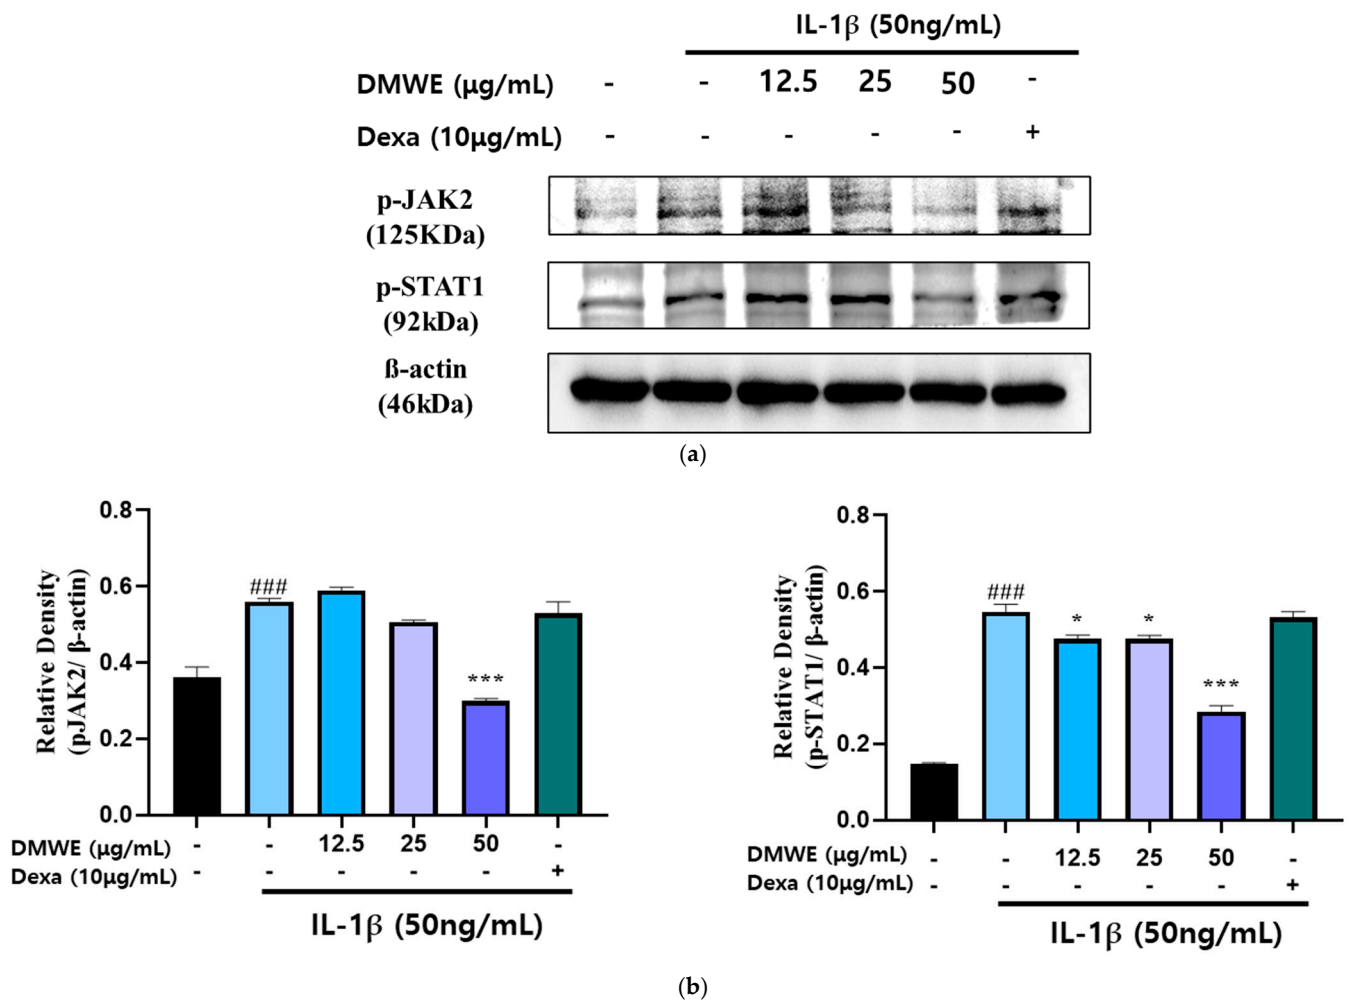 IL-1β (50ng/mL)
DMWE (μg/mL) - - 12.5 25 50 -
Dexa (10μg/mL) - - - - - +
p-JAK2
(125KDa)
p-STAT1
(92kDa)
ß-actin
(46kDa)
(a)
0.8
0.6
0.4
0.2
0.0
Relative Density
(pJAK2/ β-actin)
###
***
DMWE (μg/mL) - - 12.5 25 50 -
Dexa (10μg/mL) - - - - - +
IL-1β (50ng/mL)
0.8
0.6
0.4
0.2
0.0
Relative Density
(p-STAT1/ β-actin)
###
*
*
***
DMWE (μg/mL) - - 12.5 25 50 -
Dexa (10μg/mL) - - - - - +
IL-1β (50ng/mL)
(b)